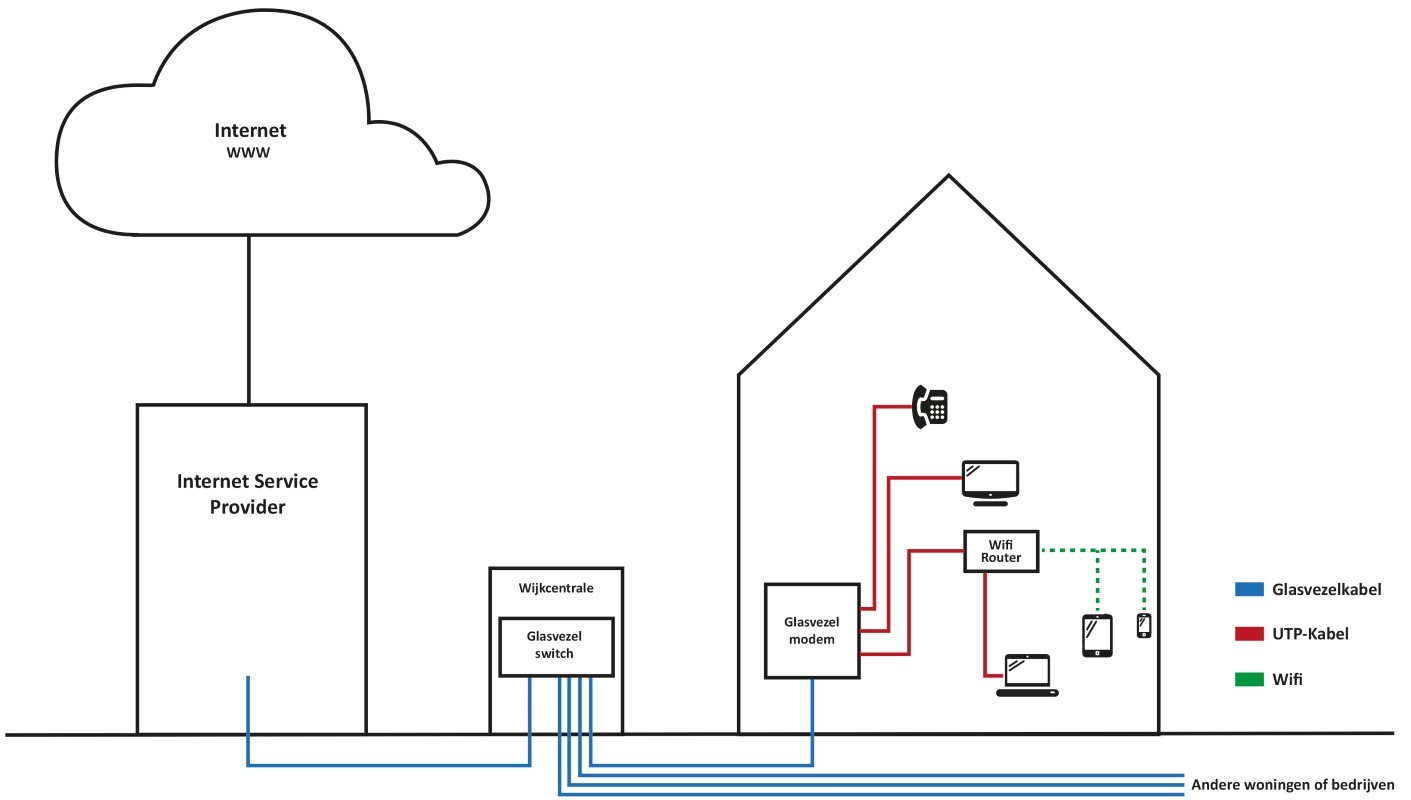 Internet
WWW
Internet Service
Provider
Wijkcentrale
Glasvezel
switch
Glasvezel
modem
Wifi
Router
Glasvezelkabel
UTP-Kabel
Wifi
Andere woningen of bedrijven